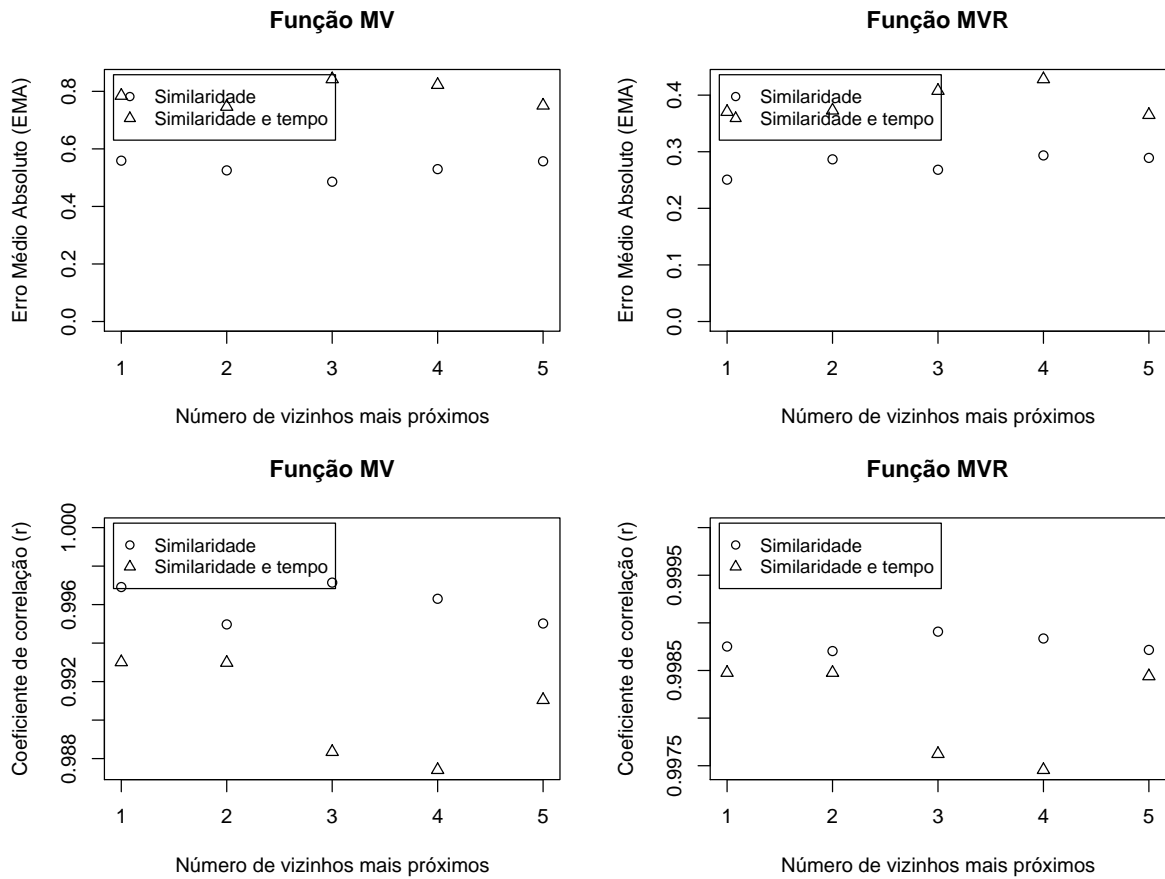 Função MV
Erro Médio Absoluto (EMA)
0.8
0.6
0.4
0.2
0.0
Similaridade
Similaridade e tempo
1 2 3 4 5
Número de vizinhos mais próximos
Função MVR
Erro Médio Absoluto (EMA)
0.4
0.3
0.2
0.1
0.0
Similaridade
Similaridade e tempo
1 2 3 4 5
Número de vizinhos mais próximos
Função MV
Coeficiente de correlação (r)
1.000
0.996
0.992
0.988
Similaridade
Similaridade e tempo
1 2 3 4 5
Número de vizinhos mais próximos
Função MVR
Coeficiente de correlação (r)
0.9995
0.9985
0.9975
Similaridade
Similaridade e tempo
1 2 3 4 5
Número de vizinhos mais próximos